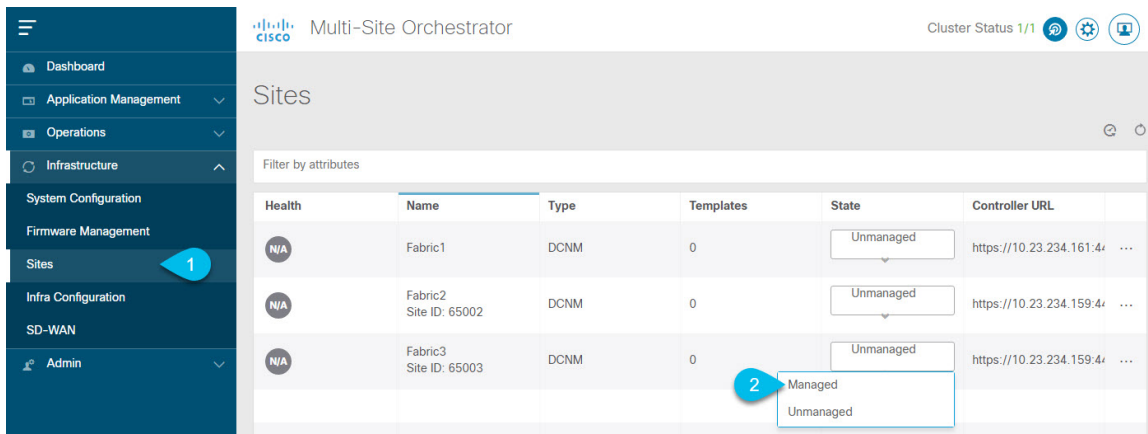 CISCO
Multi-Site Orchestrator
Cluster Status 1/1
Dashboard
Application Management
Operations
Infrastructure
System Configuration
Firmware Management
Sites
1
Infra Configuration
SD-WAN
Admin
Sites
Filter by attributes
Health Name Type Templates State Controller URL
N/A Fabric1 DCNM 0 Unmanaged https://10.23.234.161:44 ...
N/A Fabric2 DCNM 0 Unmanaged https://10.23.234.159:44 ...
Site ID: 65002
N/A Fabric3 DCNM 0 Unmanaged https://10.23.234.159:44 ...
Site ID: 65003
2 Managed
Unmanaged